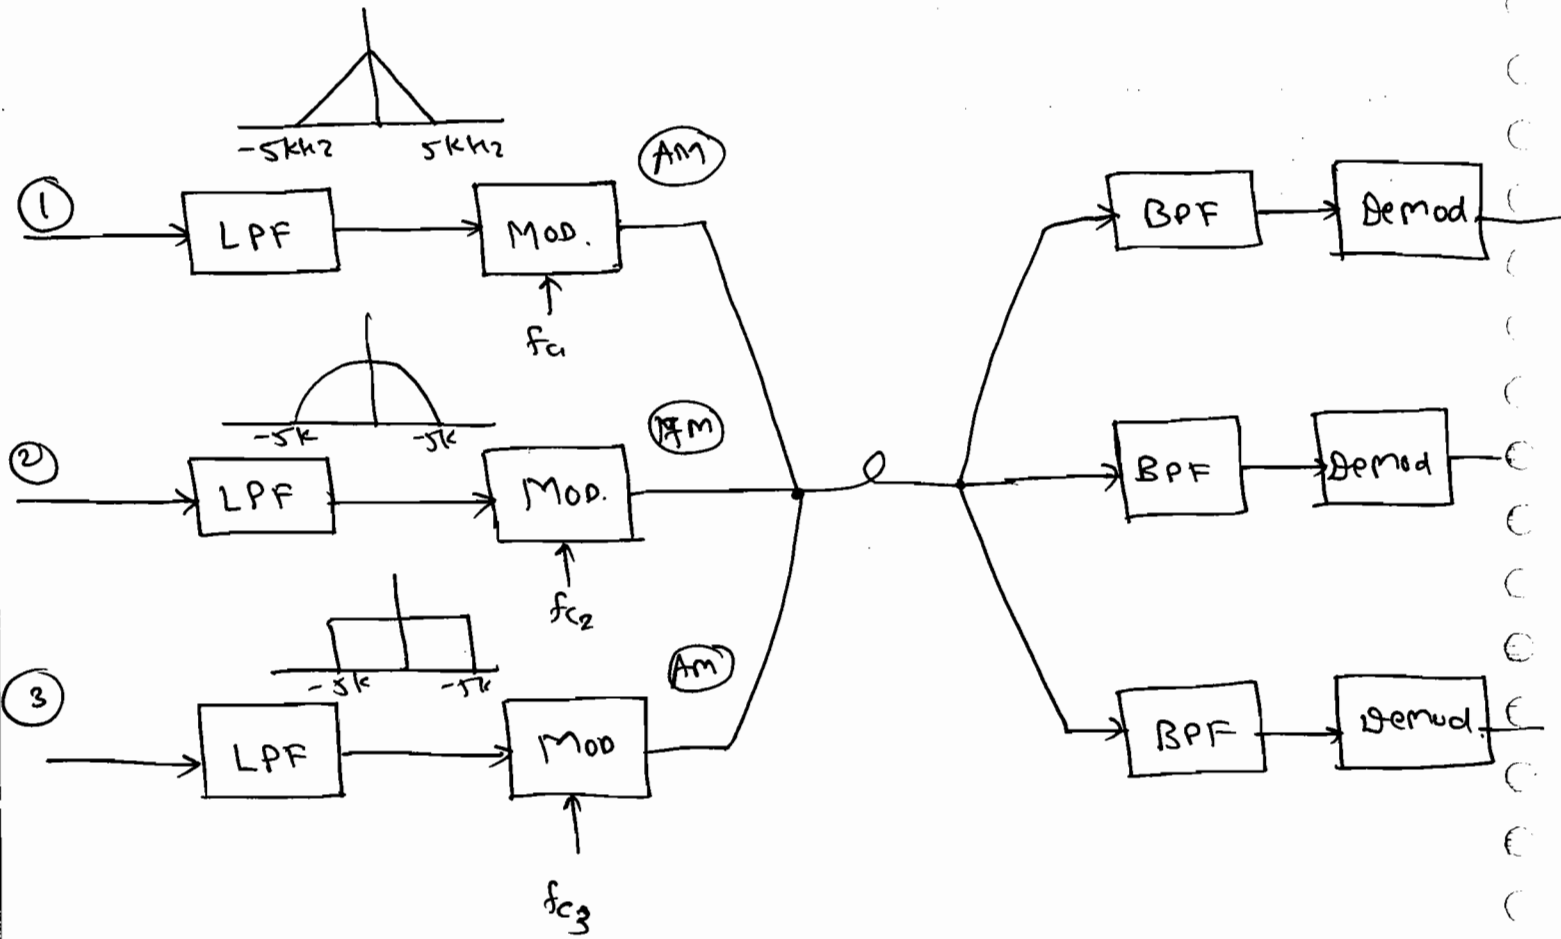 -5kHz 5kHz
AM
1
LPF
MOD.
BPF
Demod
fc1
-5k -5k
2
LPF
MOD.
BPF
Demod
fc2
-5k -5k
AM
3
LPF
MOD
BPF
Demod.
fc3